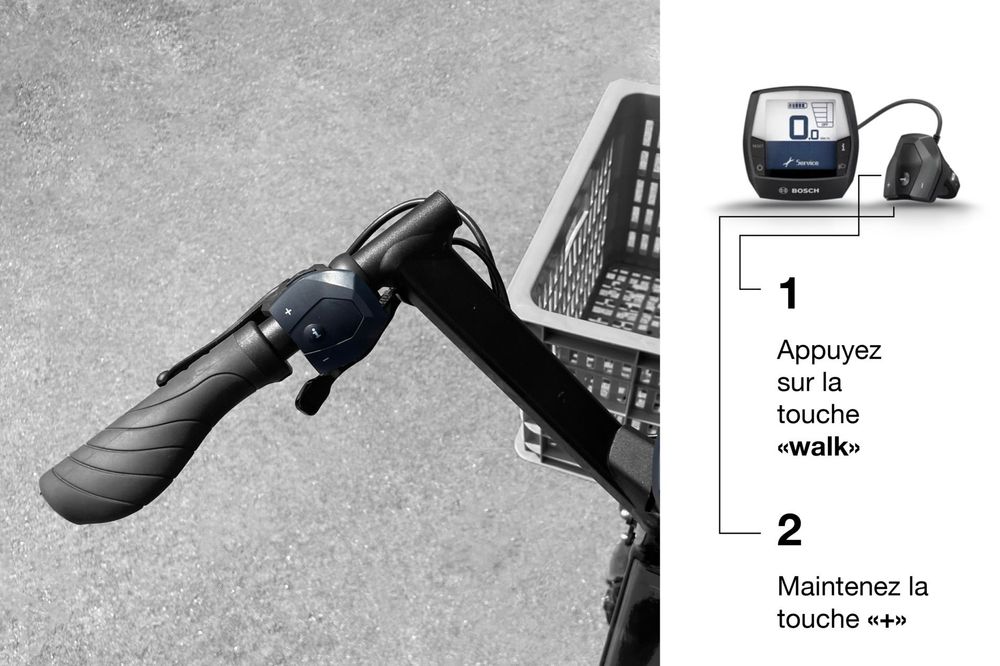 0.0
Service
BOSCH
1
Appuyez
sur la
touche
«walk»
2
Maintenez la
touche «+»
+
-